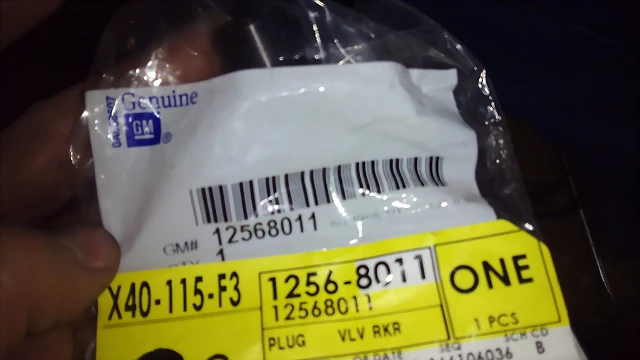 Genuine
GM ®
GM# 12568011
QTY 1
X40-115-F3
1256-8011
12568011
ONE
PLUG VLV RKR
1 PCS
SEQ
SCH CD
B